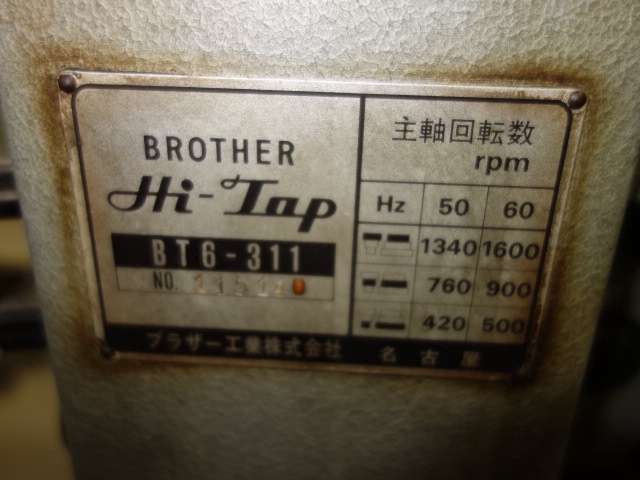 BROTHER
Hi-Tap
BT6-311
NO.
ブラザー工業株式会社 名古屋
主軸回転数
rpm
Hz 50 60
1340 1600
760 900
420 500